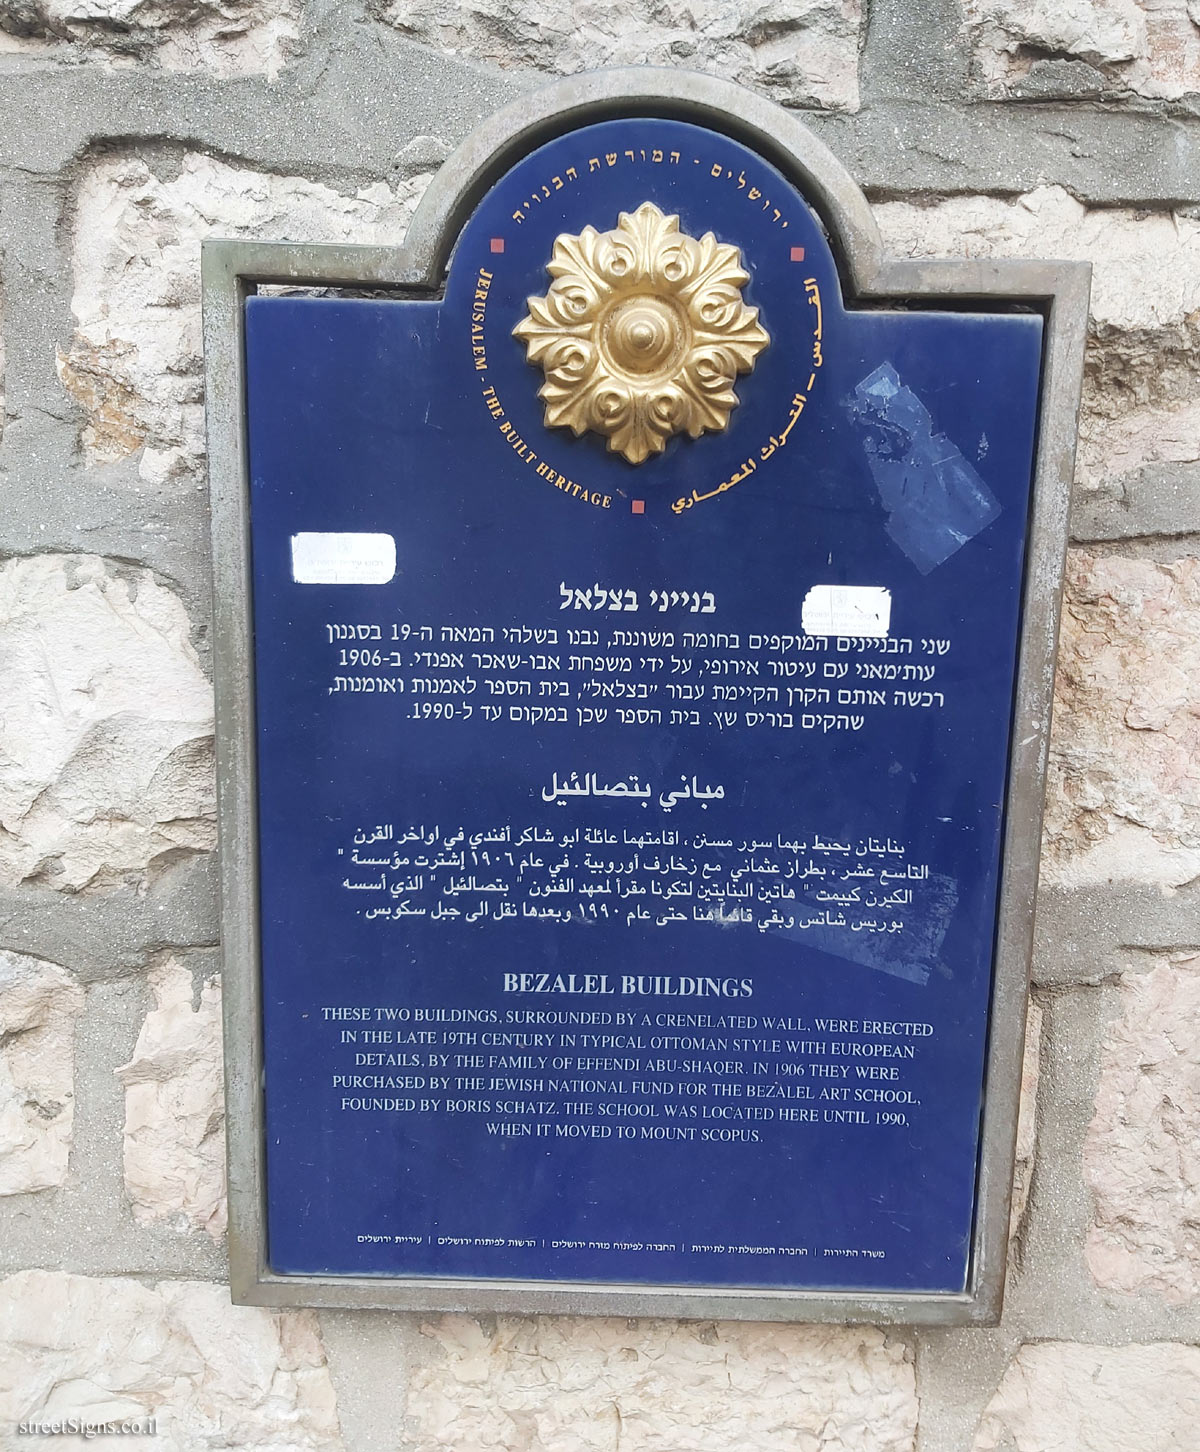 ירושלים - המורשת הבנויה
القدس – التراث المعماري
JERUSALEM - THE BUILT HERITAGE
בנייני בצלאל
שני הבניינים המוקפים בחומה משוננת, נבנו בשלהי המאה ה-19 בסגנון
עות'מאני עם עיטור אירופי, על ידי משפחת אבו-שאכר אפנדי. ב-1906
רכשה אותם הקרן הקיימת עבור "בצלאל", בית הספר לאמנות ואומנות,
שהקים בוריס שץ. בית הספר שכן במקום עד ל-1990.
مباني بتصالئيل
بنايتان يحيط بهما سور مسنن ، اقامتهما عائلة ابو شاكر أفندي في اواخر القرن
التاسع عشر ، بطراز عثماني مع زخارف أوروبية . في عام ١٩٠٦ إشترت مؤسسة "
الكيرن كييمت " هاتين البنايتين لتكونا مقرأ لمعهد الفنون " بتصالئيل " الذي أسسه
بوريس شاتس وبقي قائماً هنا حتى عام ١٩٩٠ وبعدها نقل الى جبل سكوبس .
BEZALEL BUILDINGS
THESE TWO BUILDINGS, SURROUNDED BY A CRENELATED WALL, WERE ERECTED
IN THE LATE 19TH CENTURY IN TYPICAL OTTOMAN STYLE WITH EUROPEAN
DETAILS, BY THE FAMILY OF EFFENDI ABU-SHAQER. IN 1906 THEY WERE
PURCHASED BY THE JEWISH NATIONAL FUND FOR THE BEZALEL ART SCHOOL,
FOUNDED BY BORIS SCHATZ. THE SCHOOL WAS LOCATED HERE UNTIL 1990,
WHEN IT MOVED TO MOUNT SCOPUS.
משרד התיירות | החברה הממשלתית לתיירות | החברה לפיתוח מזרח ירושלים | הרשות לפיתוח ירושלים | עיריית ירושלים
streetSigns.co.il